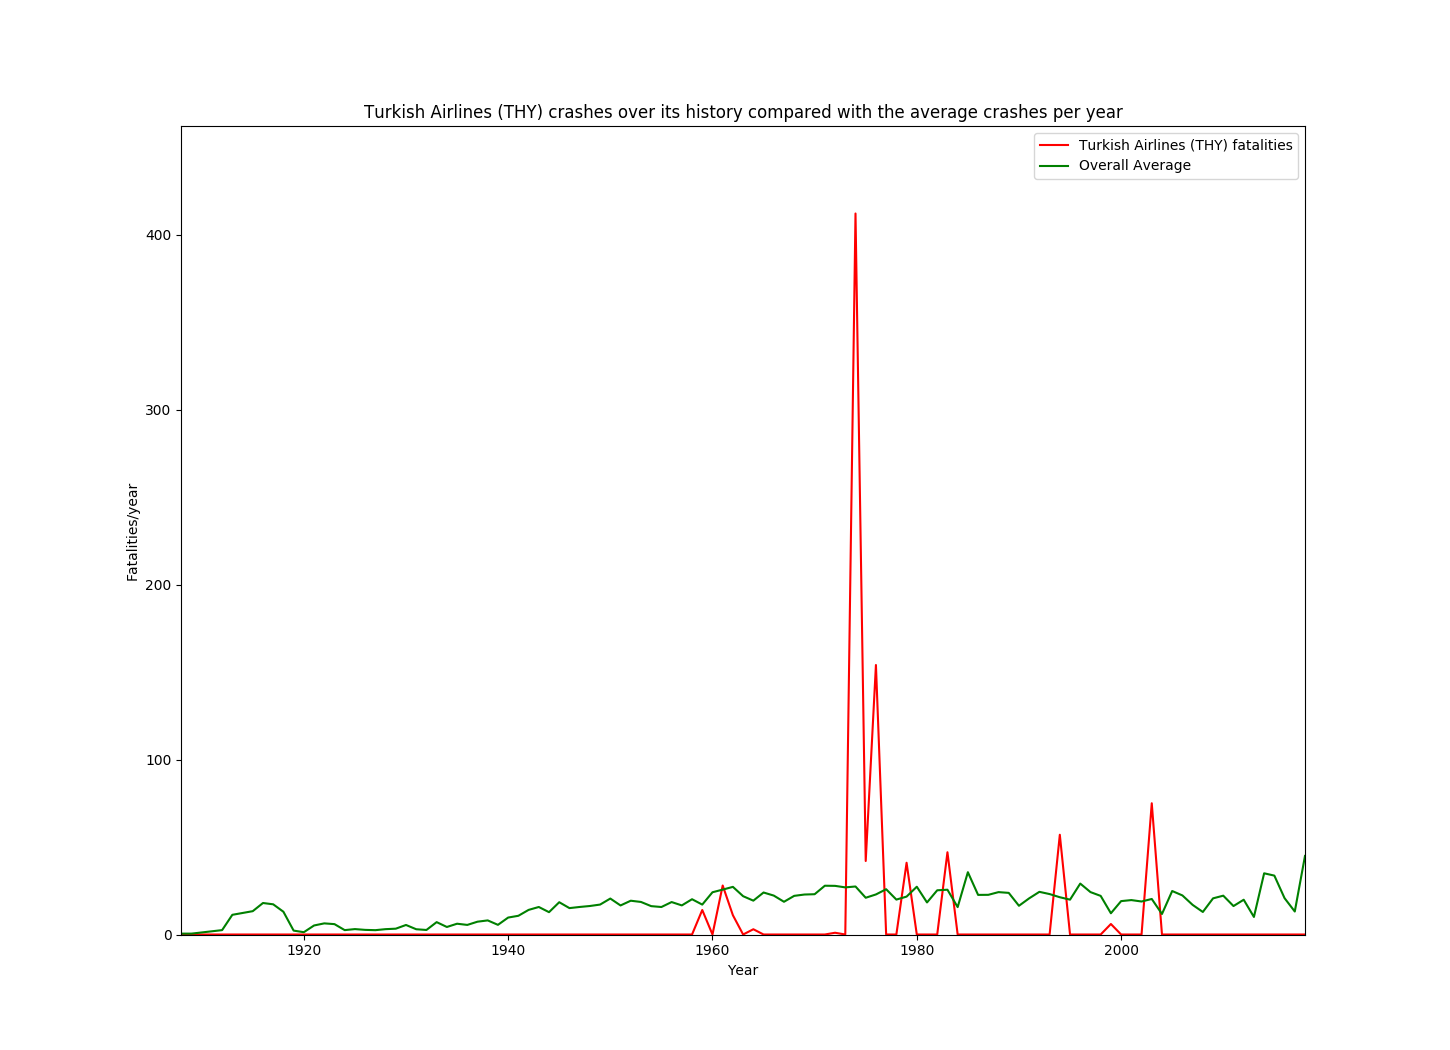 Turkish Airlines (THY) crashes over its history compared with the average crashes per year
Turkish Airlines (THY) fatalities
Overall Average
400
300
200
100
0
Fatalities/year
1920
1940
1960
1980
2000
Year